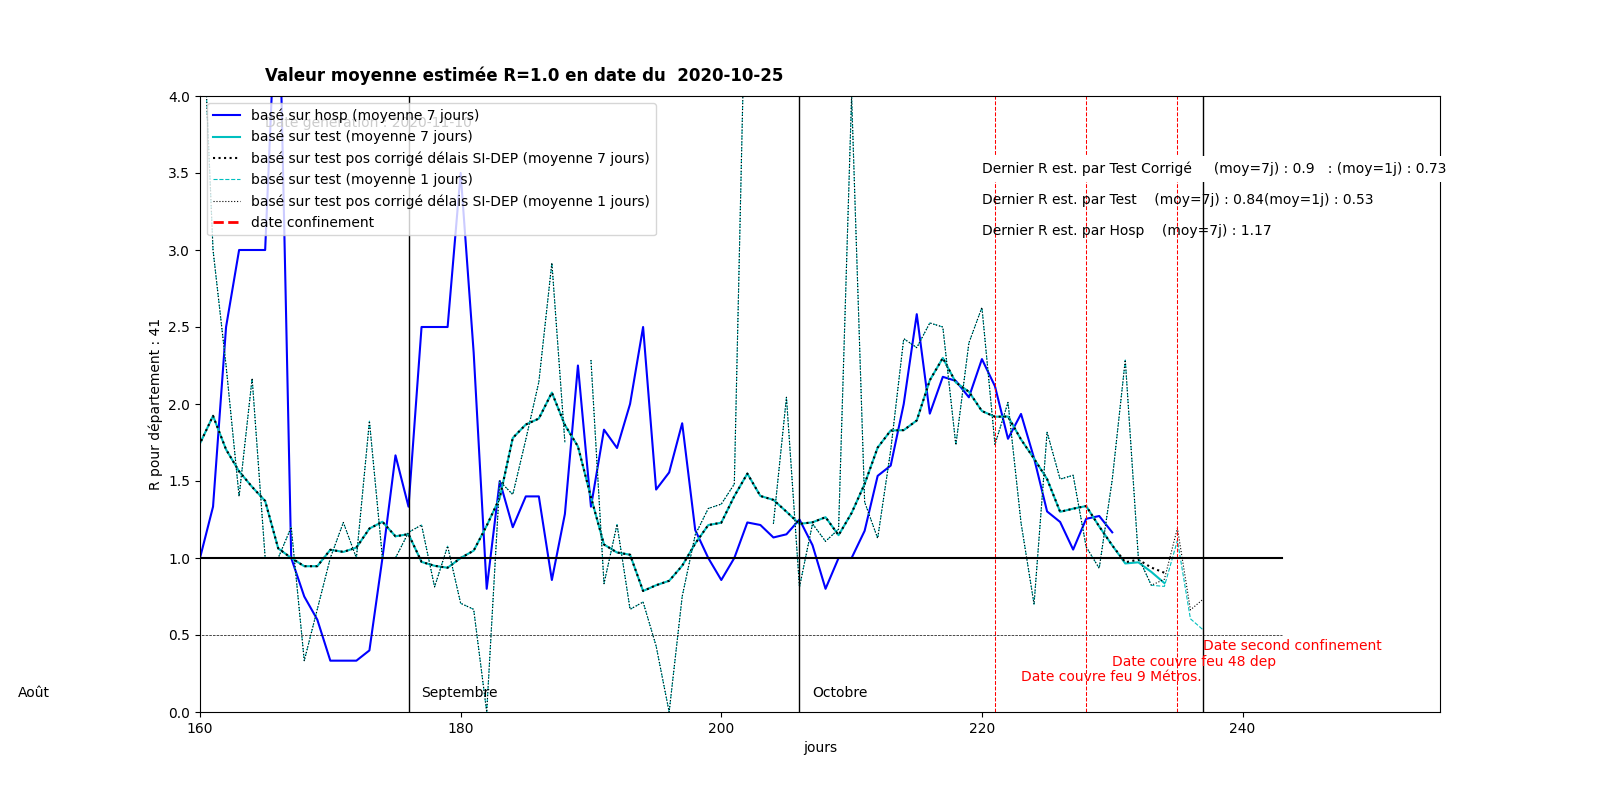 Valeur moyenne estimée R=1.0 en date du  2020-10-25
Date génération : 2020-11-10
basé sur hosp (moyenne 7 jours)
basé sur test (moyenne 7 jours)
basé sur test pos corrigé délais SI-DEP (moyenne 7 jours)
basé sur test (moyenne 1 jours)
basé sur test pos corrigé délais SI-DEP (moyenne 1 jours)
date confinement
Dernier R est. par Test Corrigé     (moy=7j) : 0.9   : (moy=1j) : 0.73
Dernier R est. par Test    (moy=7j) : 0.84(moy=1j) : 0.53
Dernier R est. par Hosp    (moy=7j) : 1.17
R pour département : 41
4.0
3.5
3.0
2.5
2.0
1.5
1.0
0.5
0.0
Date second confinement
Date couvre feu 48 dep
Date couvre feu 9 Métros.
Août
Septembre
Octobre
160
180
200
220
240
jours